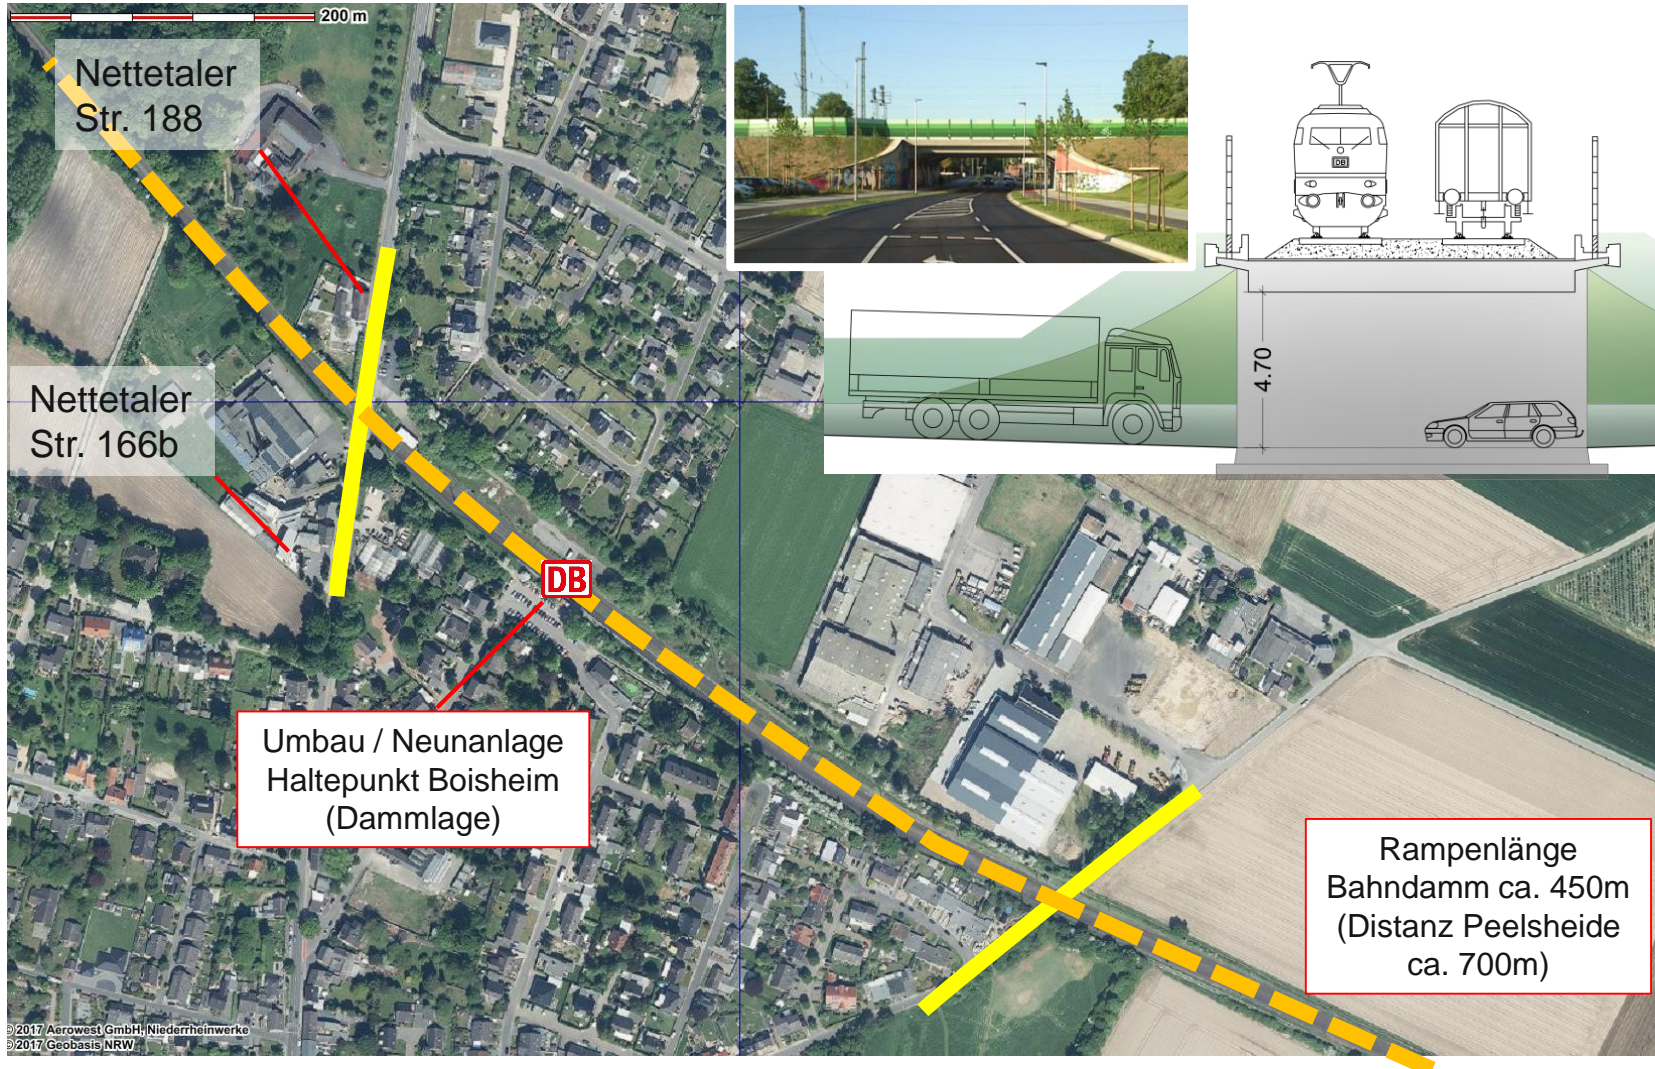 200 m
Nettetaler
Str. 188
Nettetaler
Str. 166b
DB
4.70
DB
Umbau / Neunanlage
Haltepunkt Boisheim
(Dammlage)
Rampenlänge
Bahndamm ca. 450m
(Distanz Peelsheide
ca. 700m)
© 2017 Aerowest GmbH, Niederrheinwerke
© 2017 Geobasis NRW